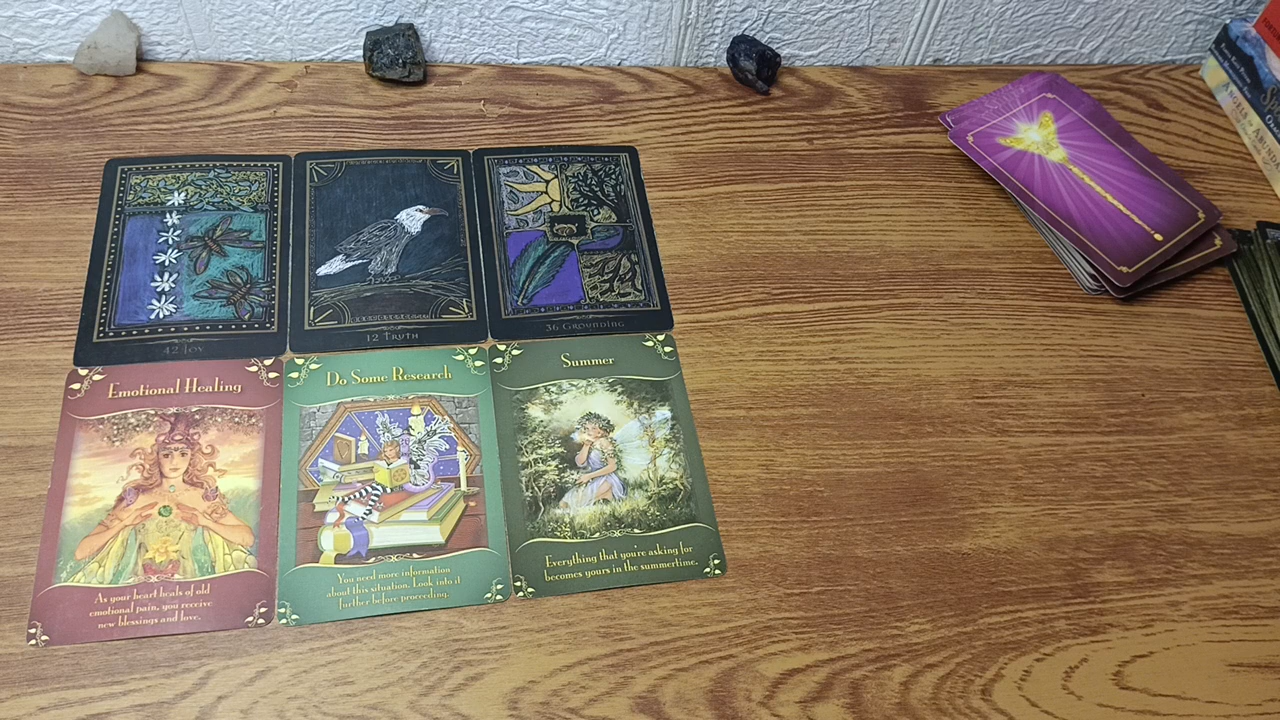 42 Joy
12 Truth
36 Grounding
Emotional Healing
As your heart heals of old
emotional pain, you receive
new blessings and love.
Do Some Research
You need more information
about this situation. Look into it
further before proceeding.
Summer
Everything that you're asking for
becomes yours in the summertime.